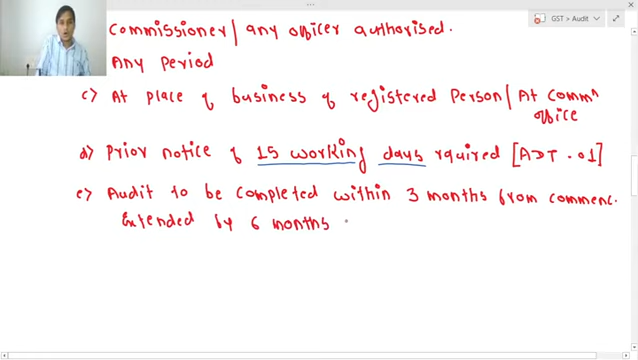 GST > Audit
Commissioner / any officer authorised.
Any period
c) At place of business of registered Person / At Commn office
d) Prior notice of 15 working days required [ADT-01]
e) Audit to be completed within 3 months from commenc.
Extended by 6 months